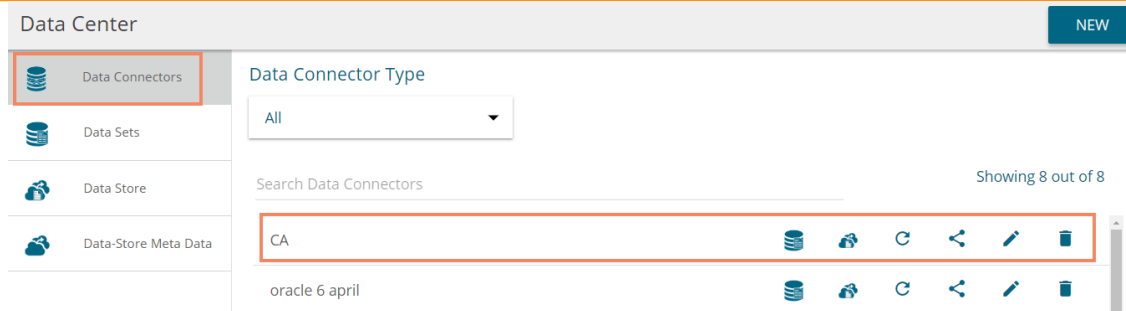 Data Center
NEW
Data Connectors
Data Sets
Data Store
Data-Store Meta Data
Data Connector Type
All
Search Data Connectors
Showing 8 out of 8
CA
oracle 6 april